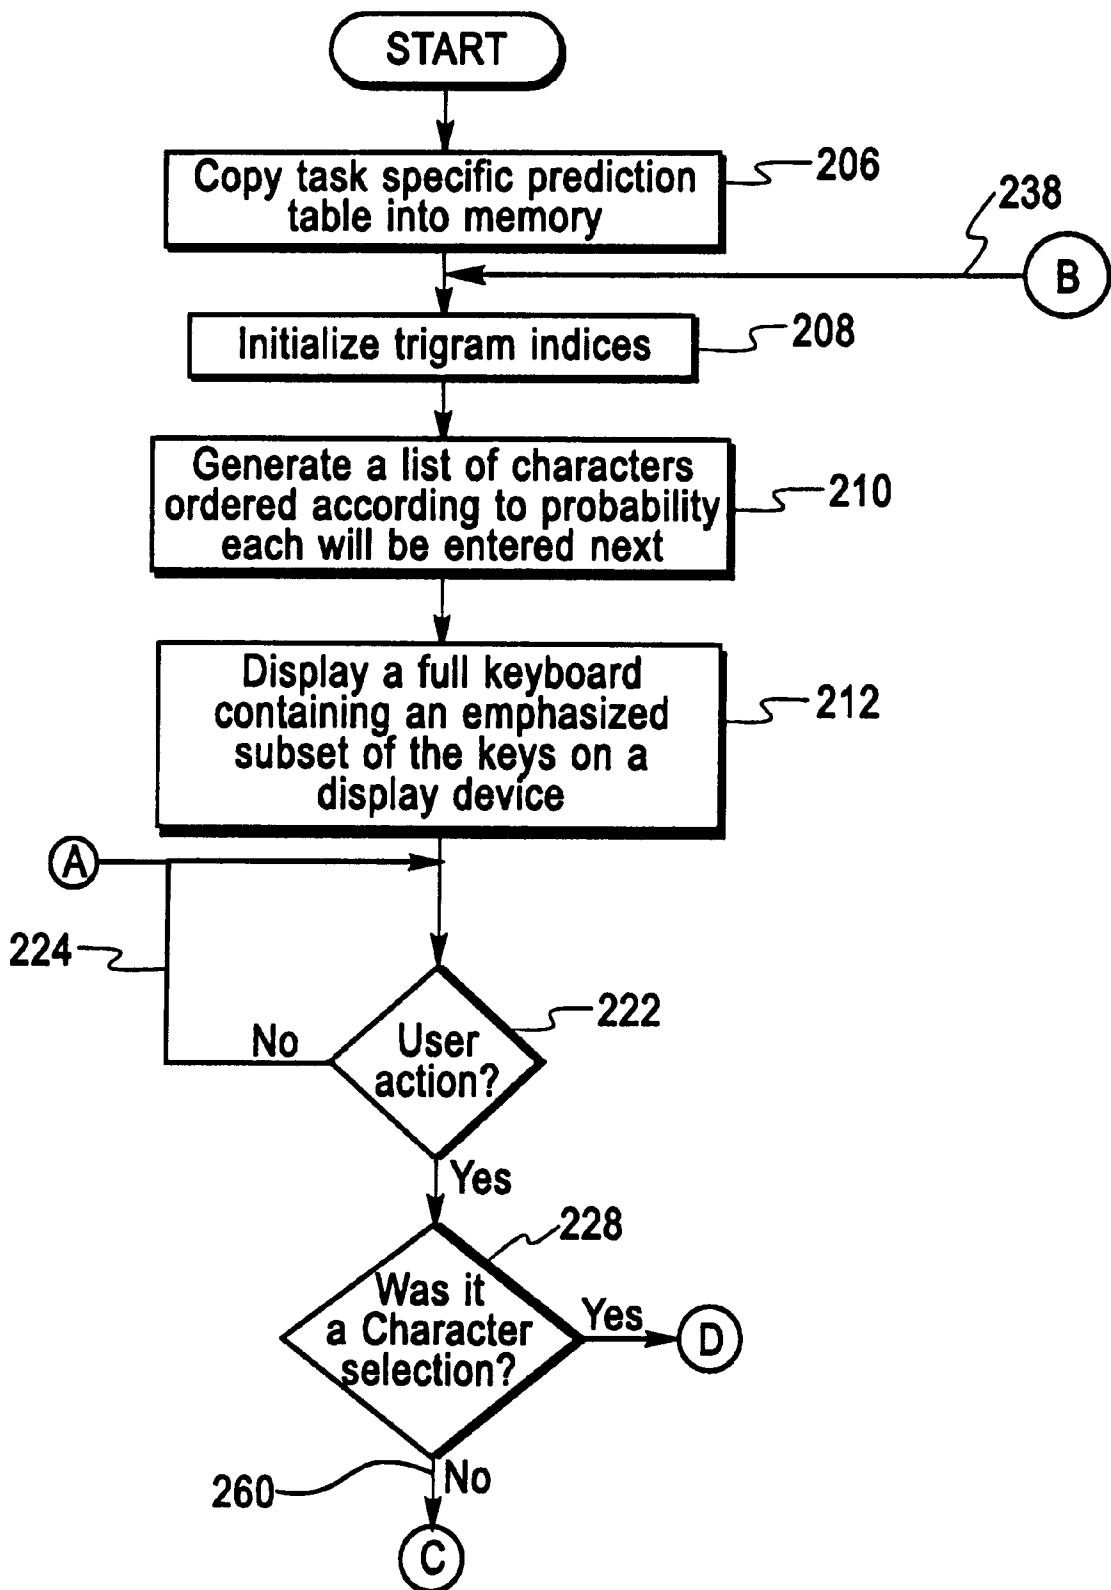 START
Copy task specific prediction
table into memory
206
238
B
Initialize trigram indices
208
Generate a list of characters
ordered according to probability
each will be entered next
210
Display a full keyboard
containing an emphasized
subset of the keys on a
display device
212
A
224
No
User
action?
222
Yes
228
Was it
a Character
selection?
Yes
D
260
No
C